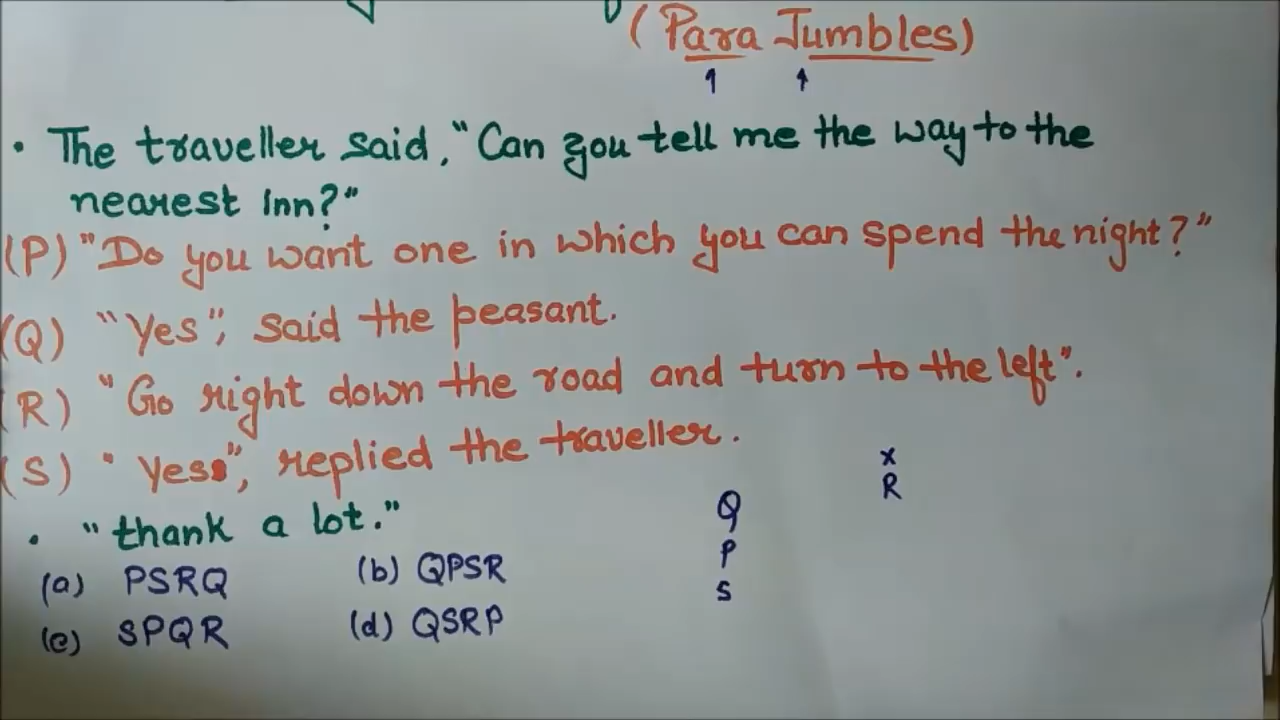 (Para Jumbles)
• The traveller said, "Can you tell me the way to the
nearest inn?"
(P) "Do you want one in which you can spend the night?"
(Q) "Yes", said the peasant.
(R) "Go right down the road and turn to the left".
(S) "Yes", replied the traveller.
x
R
• "thank a lot."
Q
P
S
(a) PSRQ (b) QPSR
(c) SPQR (d) QSRP